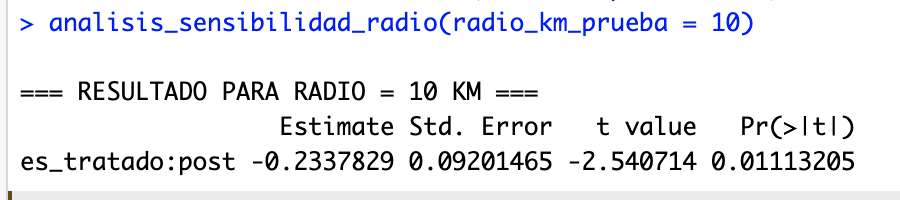 > analisis_sensibilidad_radio(radio_km_prueba = 10)
=== RESULTADO PARA RADIO = 10 KM ===
Estimate Std. Error t value Pr(>|t|)
es_tratado:post -0.2337829 0.09201465 -2.540714 0.01113205